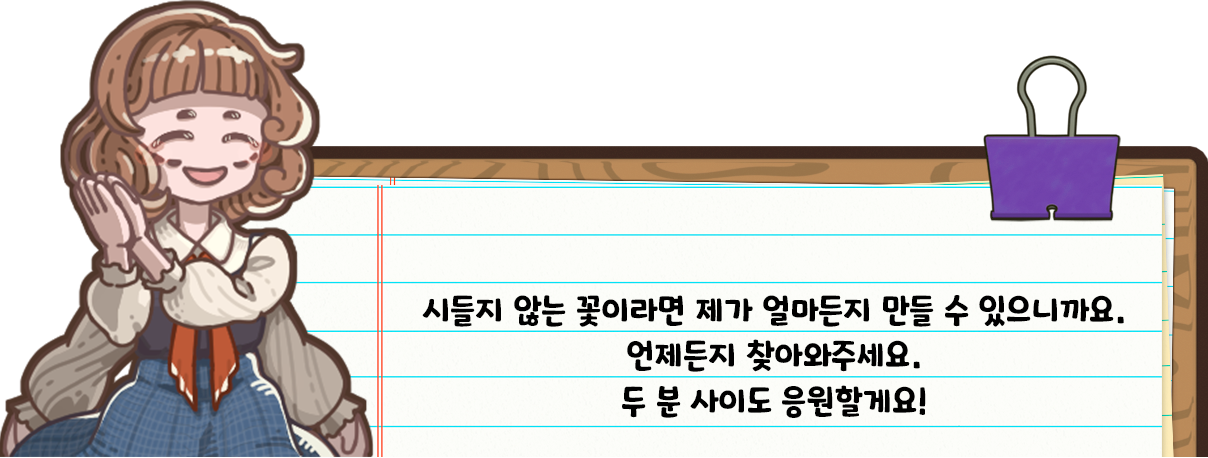 시들지 않는 꽃이라면 제가 얼마든지 만들 수 있으니까요.
언제든지 찾아와주세요.
두 분 사이도 응원할게요!